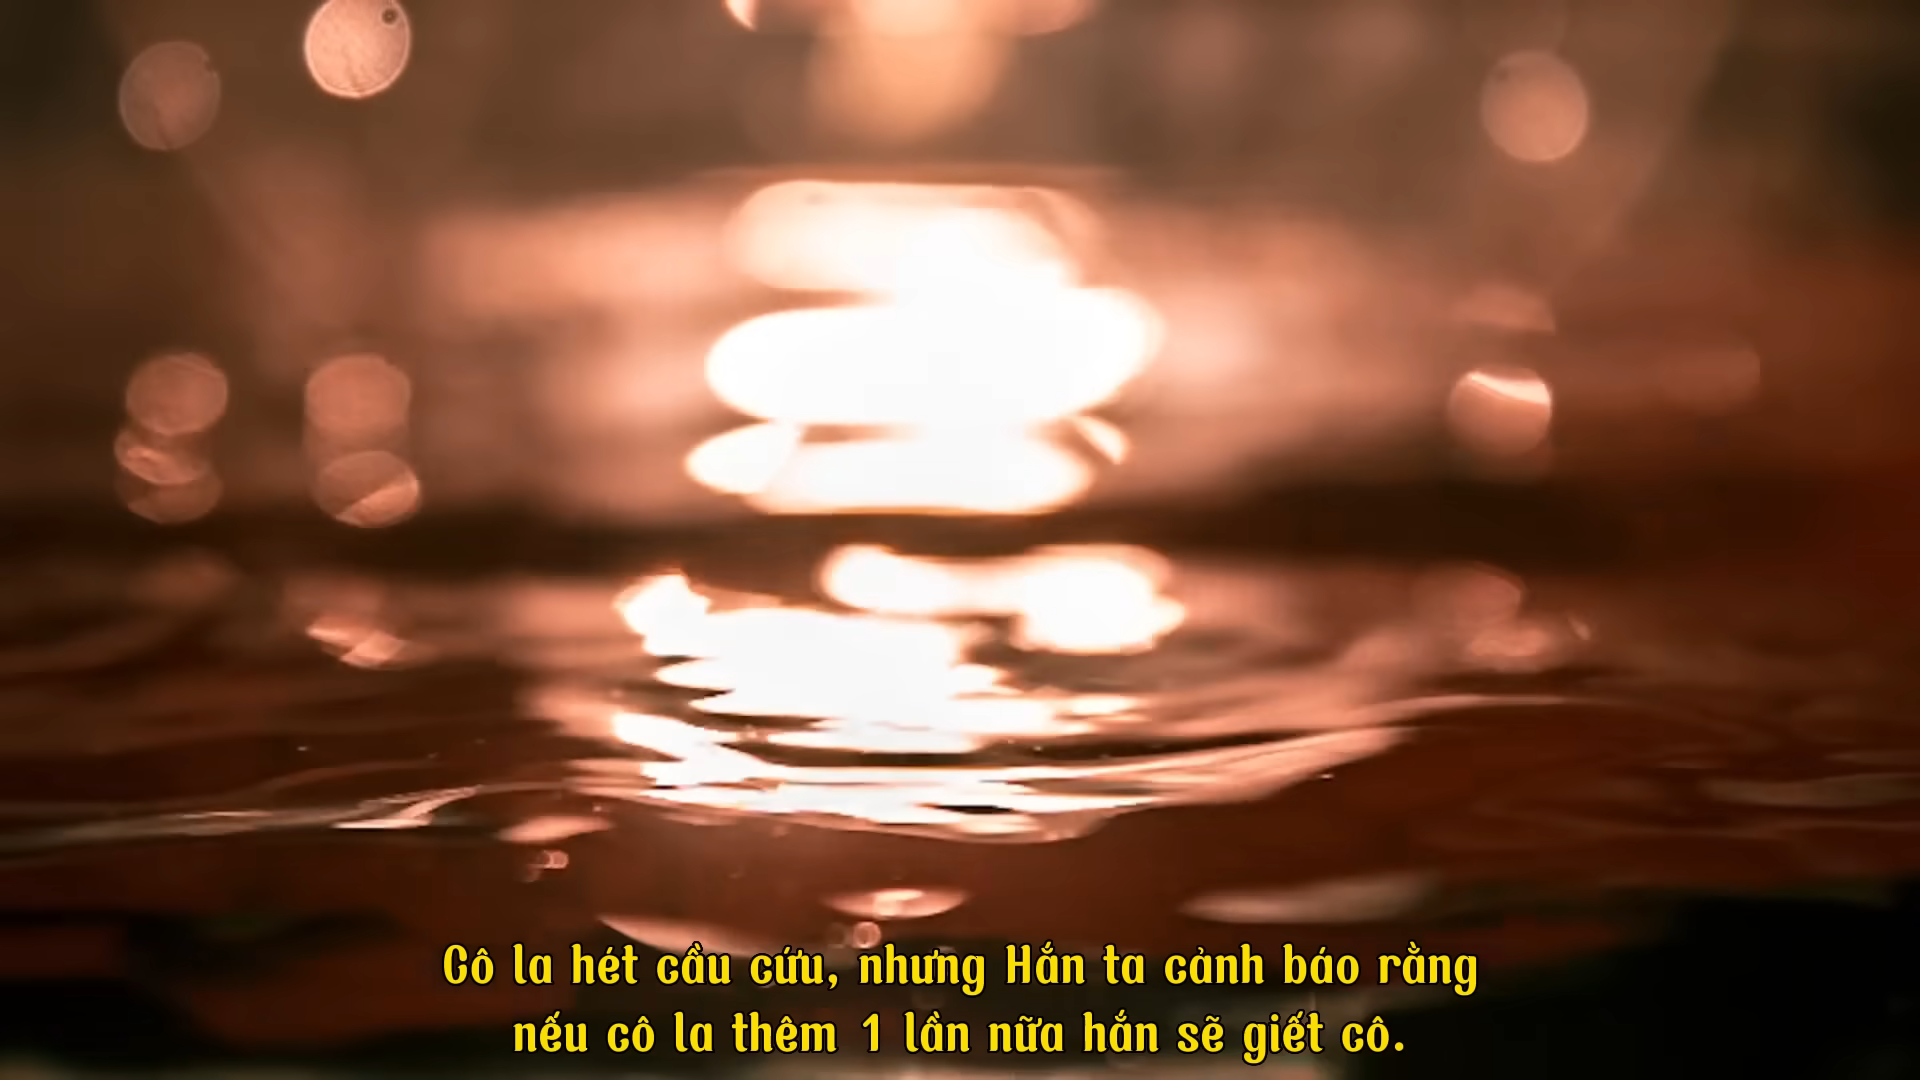 Cô la hét cầu cứu, nhưng Hắn ta cảnh báo rằng
nếu cô la thêm 1 lần nữa hắn sẽ giết cô.